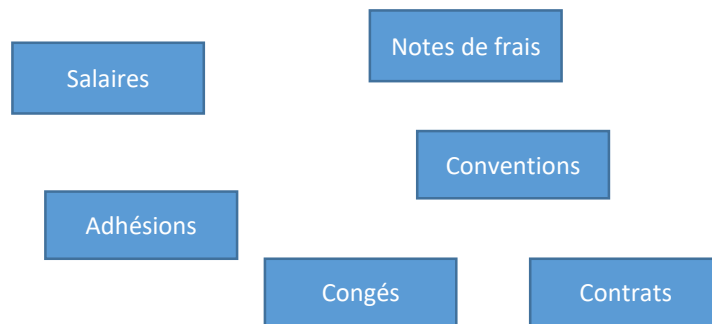 Notes de frais
Salaires
Conventions
Adhésions
Congés
Contrats